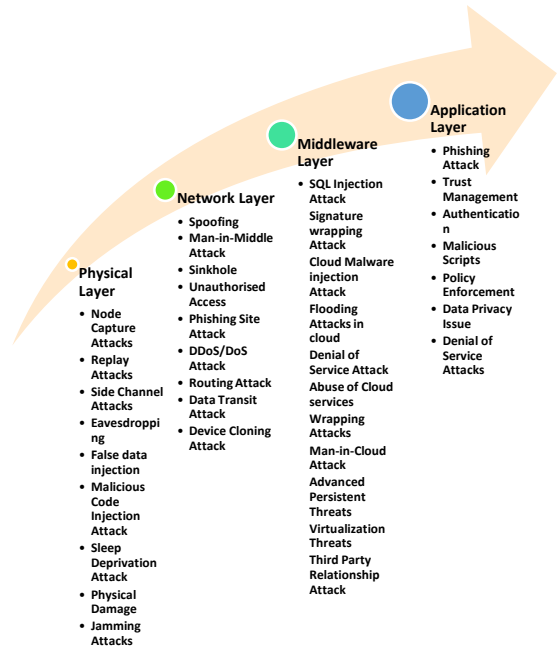 Physical
Layer
• Node
Capture
Attacks
• Replay
Attacks
• Side Channel
Attacks
• Eavesdroppi
ng
• False data
injection
• Malicious
Code
Injection
Attack
• Sleep
Deprivation
Attack
• Physical
Damage
• Jamming
Attacks
Network Layer
• Spoofing
• Man-in-Middle
Attack
• Sinkhole
• Unauthorised
Access
• Phishing Site
Attack
• DDoS/DoS
Attack
• Routing Attack
• Data Transit
Attack
• Device Cloning
Attack
Middleware
Layer
• SQL Injection
Attack
Signature
wrapping
Attack
Cloud Malware
injection
Attack
Flooding
Attacks in
cloud
Denial of
Service Attack
Abuse of Cloud
services
Wrapping
Attacks
Man-in-Cloud
Attack
Advanced
Persistent
Threats
Virtualization
Threats
Third Party
Relationship
Attack
Application
Layer
• Phishing
Attack
• Trust
Management
• Authenticatio
n
• Malicious
Scripts
• Policy
Enforcement
• Data Privacy
Issue
• Denial of
Service
Attacks